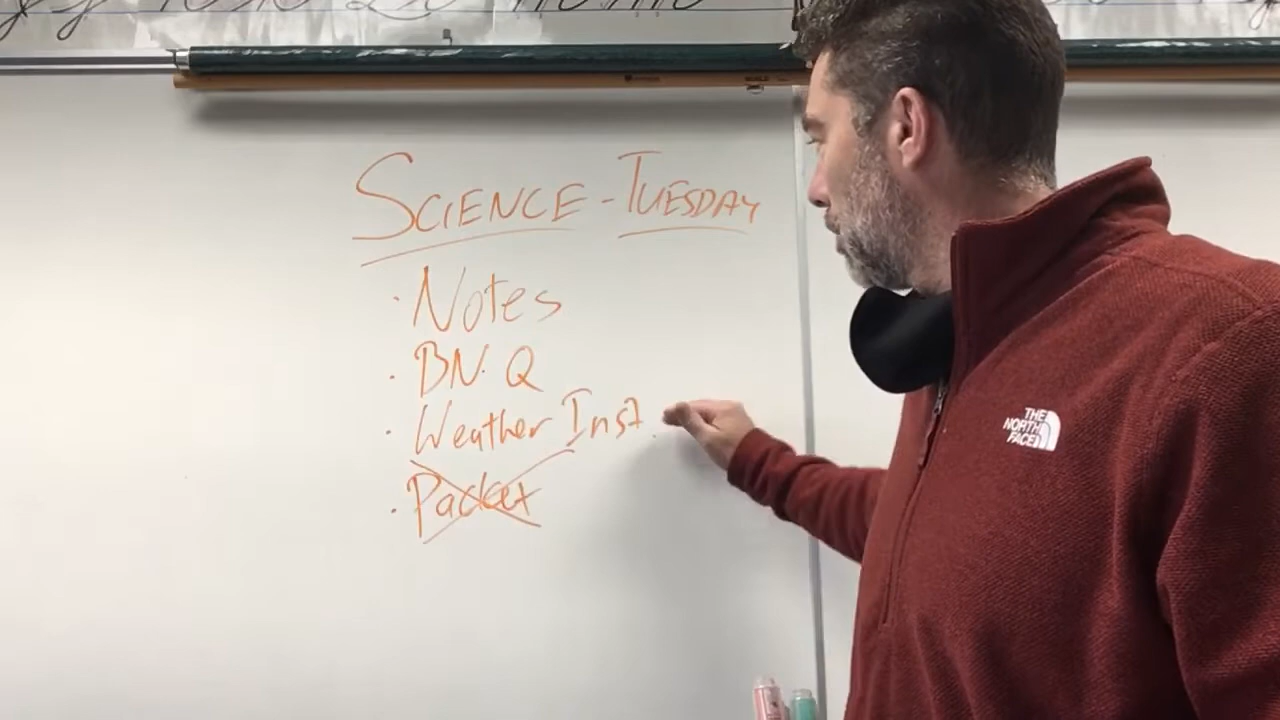 SCIENCE - TUESDAY
· Notes
· BN. Q
· Weather Inst.
· Packet
THE
NORTH
FACE